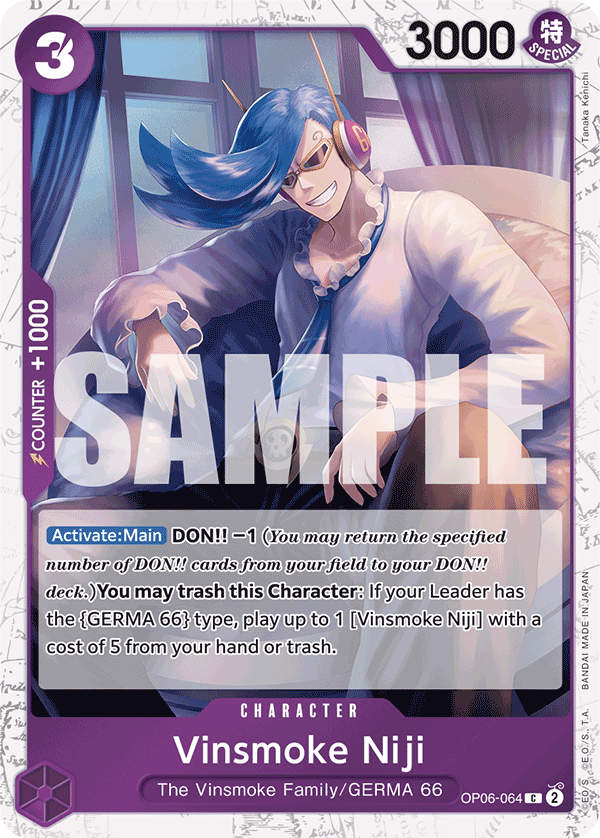 3
3000
特
SPECIAL
Tanaka Kenichi
COUNTER +1000
SAMPLE
Activate:Main DON!! −1 (You may return the specified
number of DON!! cards from your field to your DON!!
deck.)You may trash this Character: If your Leader has
the {GERMA 66} type, play up to 1 [Vinsmoke Niji] with a
cost of 5 from your hand or trash.
©E.O./S. ©E.O./S.,T.A. BANDAI MADE IN JAPAN
CHARACTER
Vinsmoke Niji
The Vinsmoke Family/GERMA 66
OP06-064 C 2